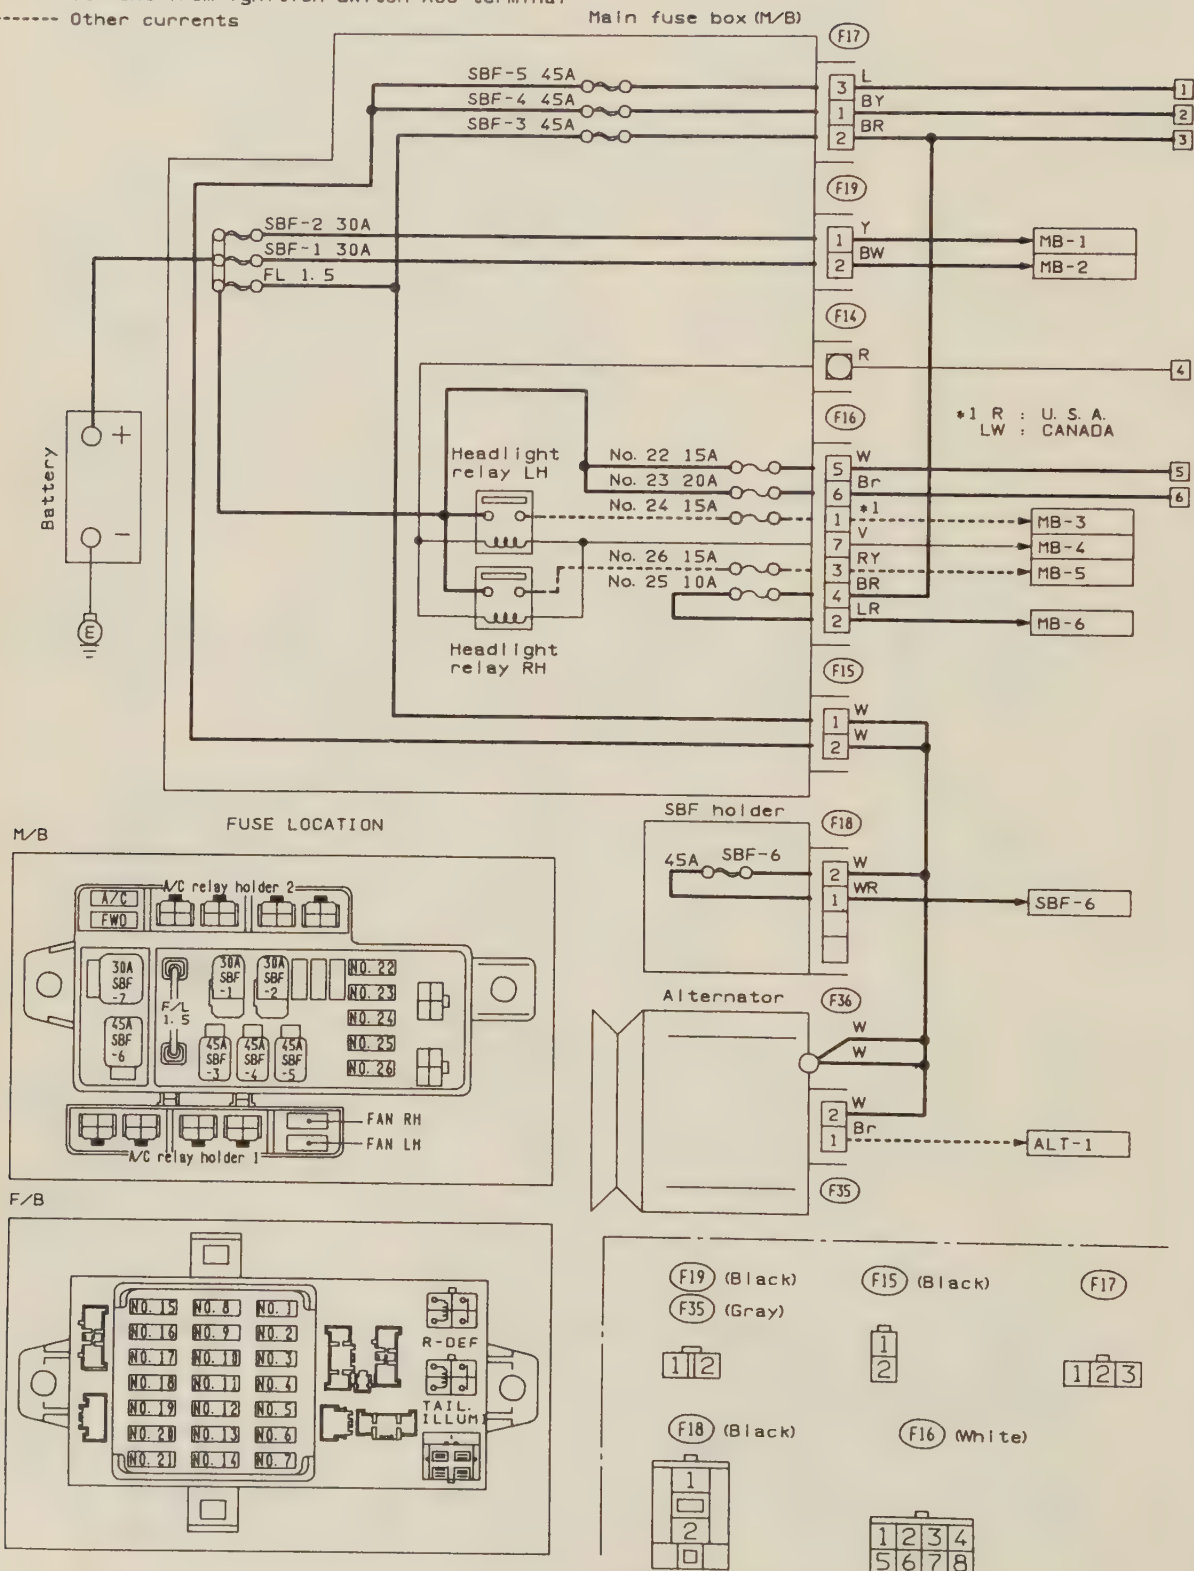 Other currents
Main fuse box (M/B)
F17
SBF-5 45A
SBF-4 45A
SBF-3 45A
3 L
1 BY
2 BR
1
2
3
F19
SBF-2 30A
SBF-1 30A
FL 1.5
1 Y
2 BW
MB-1
MB-2
F14
R
4
F16
*1 R : U. S. A.
LW : CANADA
Battery
+
-
E
Headlight
relay LH
No. 22 15A
No. 23 20A
No. 24 15A
No. 26 15A
No. 25 10A
5 W
6 Br
1 *1
7 V
3 RY
4 BR
2 LR
5
6
MB-3
MB-4
MB-5
MB-6
Headlight
relay RH
F15
1 W
2 W
SBF holder
F18
45A SBF-6
2 W
1 WR
SBF-6
Alternator
F36
W
W
2 W
1 Br
ALT-1
F35
FUSE LOCATION
M/B
A/C relay holder 2
A/C
FWD
30A
SBF
-7
45A
SBF
-6
F/L
1.5
30A
SBF
-1
30A
SBF
-2
45A
SBF
-3
45A
SBF
-4
45A
SBF
-5
NO. 22
NO. 23
NO. 24
NO. 25
NO. 26
FAN RH
FAN LH
A/C relay holder 1
F/B
NO. 15 NO. 8 NO. 1
NO. 16 NO. 9 NO. 2
NO. 17 NO. 10 NO. 3
NO. 18 NO. 11 NO. 4
NO. 19 NO. 12 NO. 5
NO. 20 NO. 13 NO. 6
NO. 21 NO. 14 NO. 7
R-DEF
TAIL.
ILLUMI
F19 (Black)
F35 (Gray)
1 2
F15 (Black)
1
2
F17
1 2 3
F18 (Black)
1
2
F16 (White)
1 2 3 4
5 6 7 8